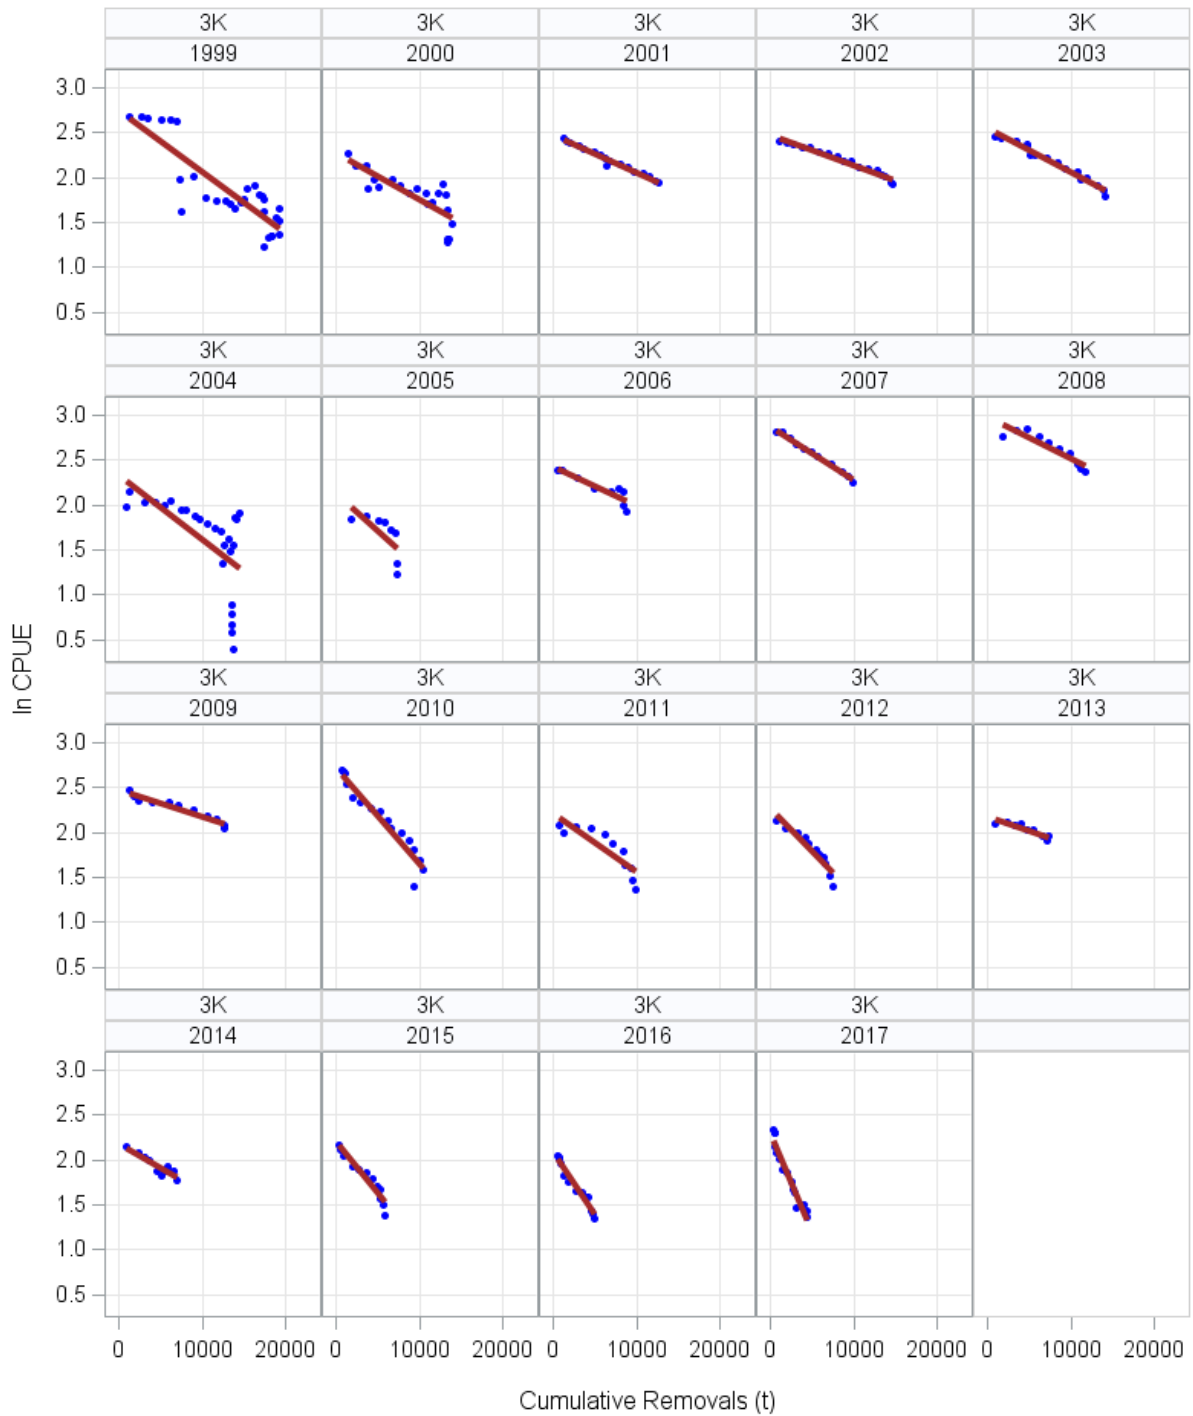 3K 3K 3K 3K 3K
1999 2000 2001 2002 2003
3.0
2.5
2.0
1.5
1.0
0.5
3K 3K 3K 3K 3K
2004 2005 2006 2007 2008
3.0
2.5
2.0
1.5
1.0
0.5
ln CPUE
3K 3K 3K 3K 3K
2009 2010 2011 2012 2013
3.0
2.5
2.0
1.5
1.0
0.5
3K 3K 3K 3K
2014 2015 2016 2017
3.0
2.5
2.0
1.5
1.0
0.5
0 10000 20000 0 10000 20000 0 10000 20000 0 10000 20000 0 10000 20000
Cumulative Removals (t)